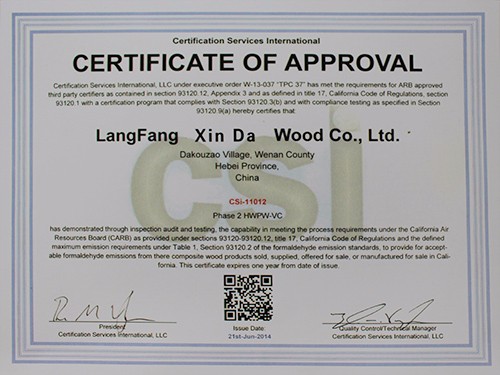 Certification Services International
CERTIFICATE OF APPROVAL
Certification Services International, LLC under executive order W-13-037 "TPC 37" has met the requirements for ARB approved
third party certifiers as contained in section 93120.12, Appendix 3 and as defined in title 17, California Code of Regulations, section
93120.1 with a certification program that complies with Section 93120.3(b) and with compliance testing as specified in Section
93120.9(a) hereby certifies that:
csi
LangFang Xin Da Wood Co., Ltd.
Dakouzao Village, Wenan County
Hebei Province,
China
CSi-11012
Phase 2 HWPW-VC
has demonstrated through inspection audit and testing, the capability in meeting the process requirements under the California Air
Resources Board (CARB) as provided under sections 93120-93120.12, title 17, California Code of Regulations and the defined
maximum emission requirements under Table 1, Section 93120.2 of the formaldehyde emission standards, to provide for accept-
able formaldehyde emissions from there composite wood products sold, supplied, offered for sale, or manufactured for sale in Cali-
fornia. This certificate expires one year from date of issue.
President
Certification Services International, LLC
Issue Date:
21st-Jun-2014
Quality Control/Technical Manager
Certification Services International, LLC